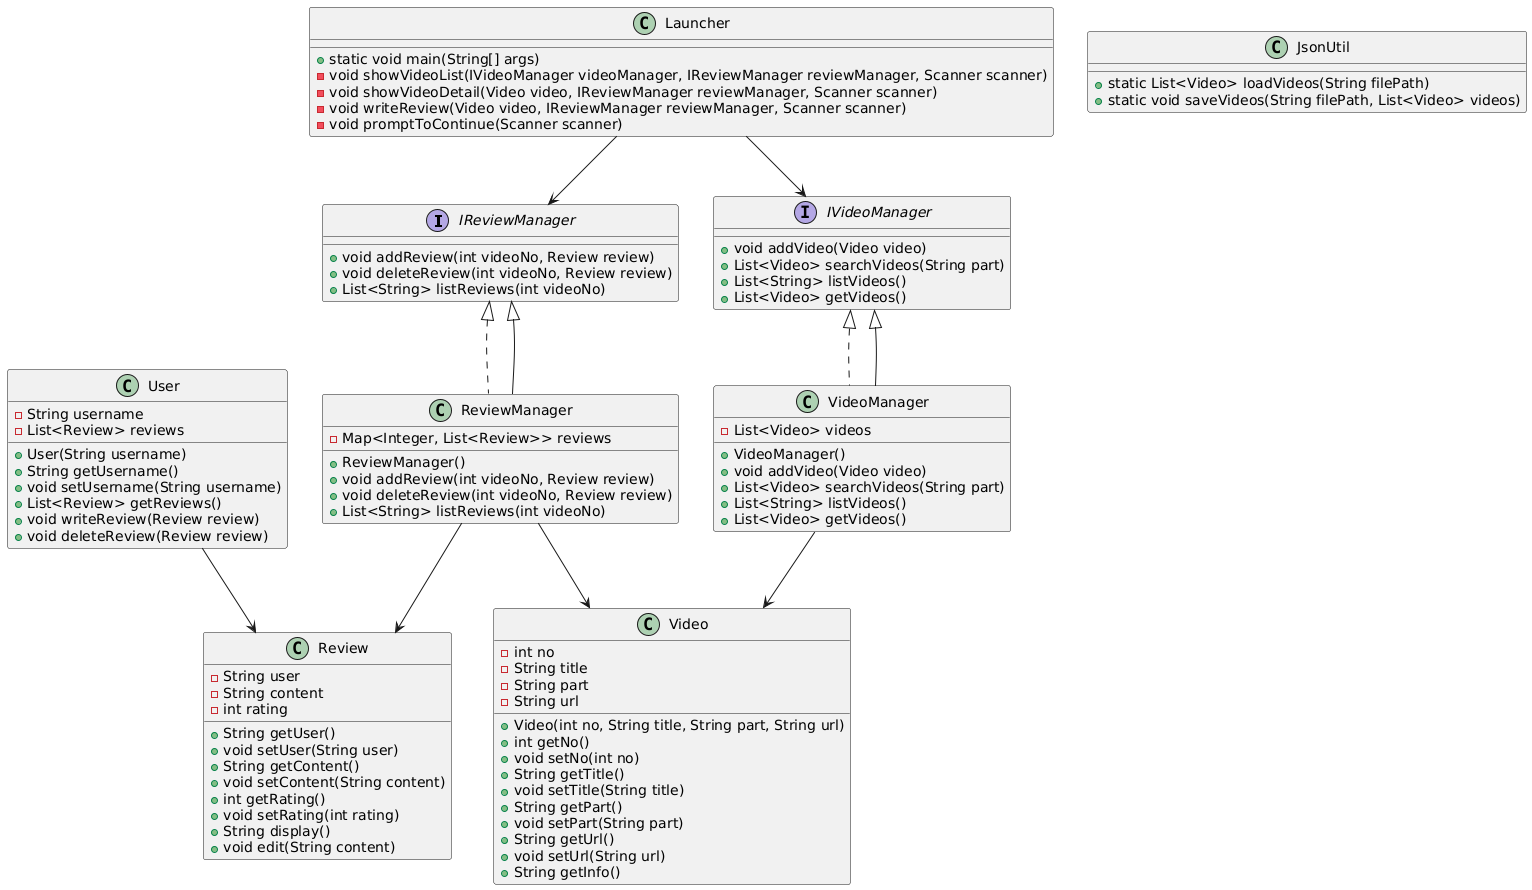 C Launcher
static void main(String[] args)
void showVideoList(IVideoManager videoManager, IReviewManager reviewManager, Scanner scanner)
void showVideoDetail(Video video, IReviewManager reviewManager, Scanner scanner)
void writeReview(Video video, IReviewManager reviewManager, Scanner scanner)
void promptToContinue(Scanner scanner)
C JsonUtil
static List<Video> loadVideos(String filePath)
static void saveVideos(String filePath, List<Video> videos)
I IReviewManager
void addReview(int videoNo, Review review)
void deleteReview(int videoNo, Review review)
List<String> listReviews(int videoNo)
I IVideoManager
void addVideo(Video video)
List<Video> searchVideos(String part)
List<String> listVideos()
List<Video> getVideos()
C User
String username
List<Review> reviews
User(String username)
String getUsername()
void setUsername(String username)
List<Review> getReviews()
void writeReview(Review review)
void deleteReview(Review review)
C ReviewManager
Map<Integer, List<Review>> reviews
ReviewManager()
void addReview(int videoNo, Review review)
void deleteReview(int videoNo, Review review)
List<String> listReviews(int videoNo)
C VideoManager
List<Video> videos
VideoManager()
void addVideo(Video video)
List<Video> searchVideos(String part)
List<String> listVideos()
List<Video> getVideos()
C Review
String user
String content
int rating
String getUser()
void setUser(String user)
String getContent()
void setContent(String content)
int getRating()
void setRating(int rating)
String display()
void edit(String content)
C Video
int no
String title
String part
String url
Video(int no, String title, String part, String url)
int getNo()
void setNo(int no)
String getTitle()
void setTitle(String title)
String getPart()
void setPart(String part)
String getUrl()
void setUrl(String url)
String getInfo()